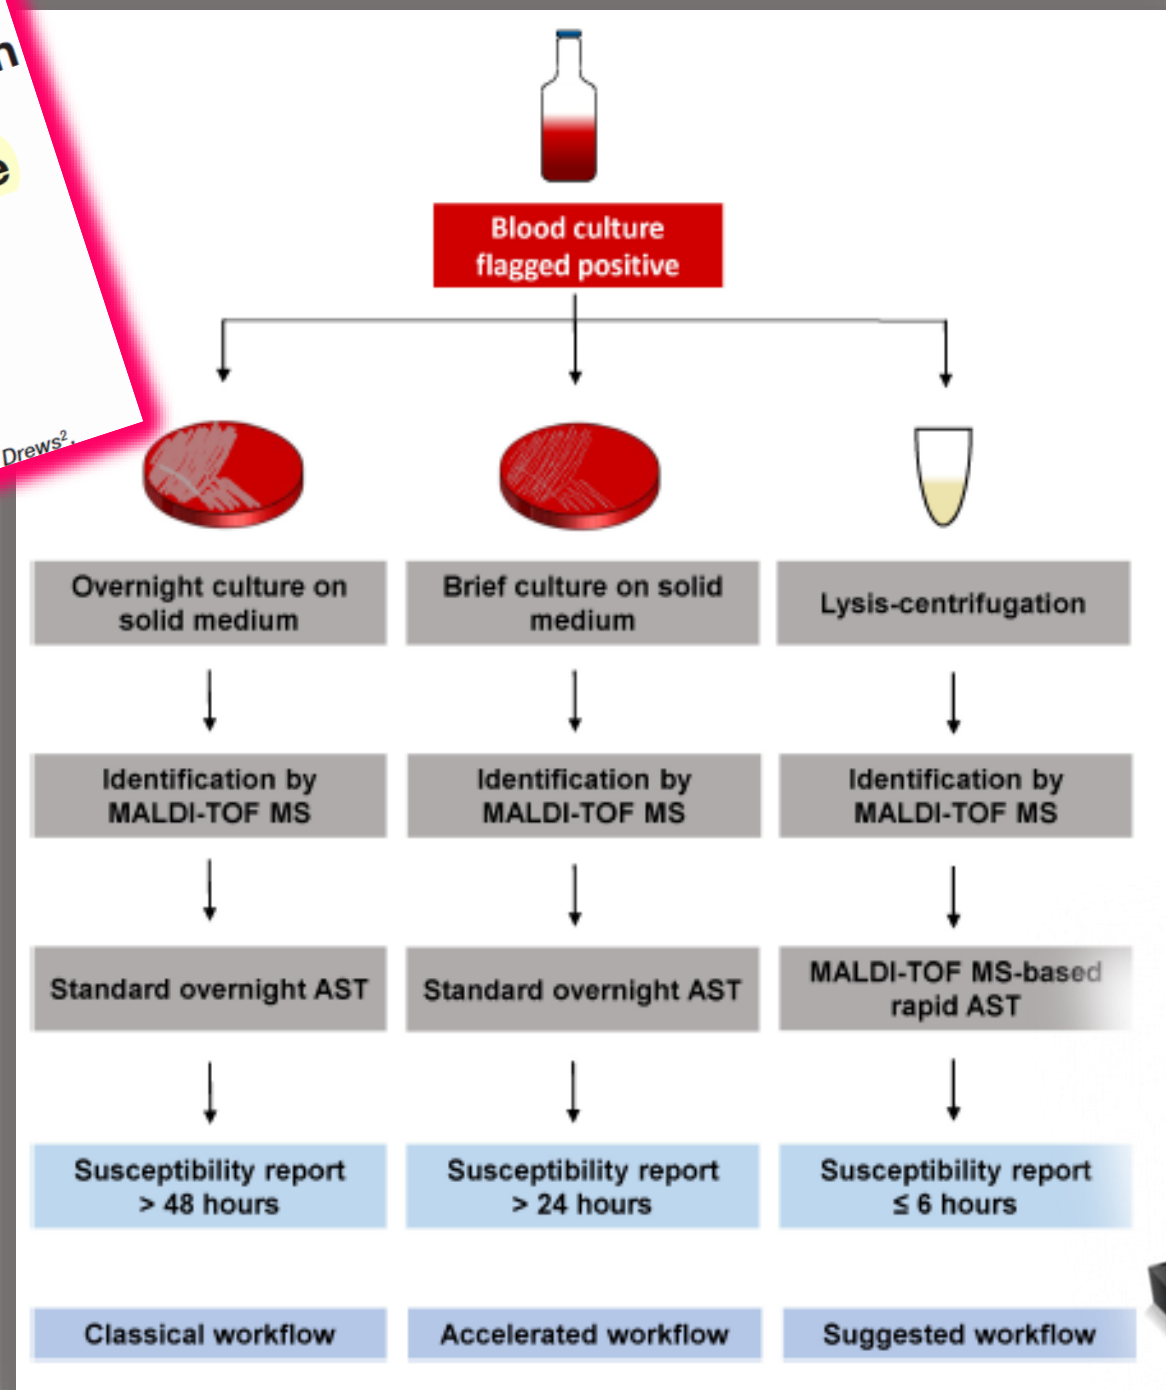 Drews²,
Blood culture
flagged positive
Overnight culture on
solid medium
Brief culture on solid
medium
Lysis-centrifugation
Identification by
MALDI-TOF MS
Identification by
MALDI-TOF MS
Identification by
MALDI-TOF MS
Standard overnight AST
Standard overnight AST
MALDI-TOF MS-based
rapid AST
Susceptibility report
> 48 hours
Susceptibility report
> 24 hours
Susceptibility report
≤ 6 hours
Classical workflow
Accelerated workflow
Suggested workflow